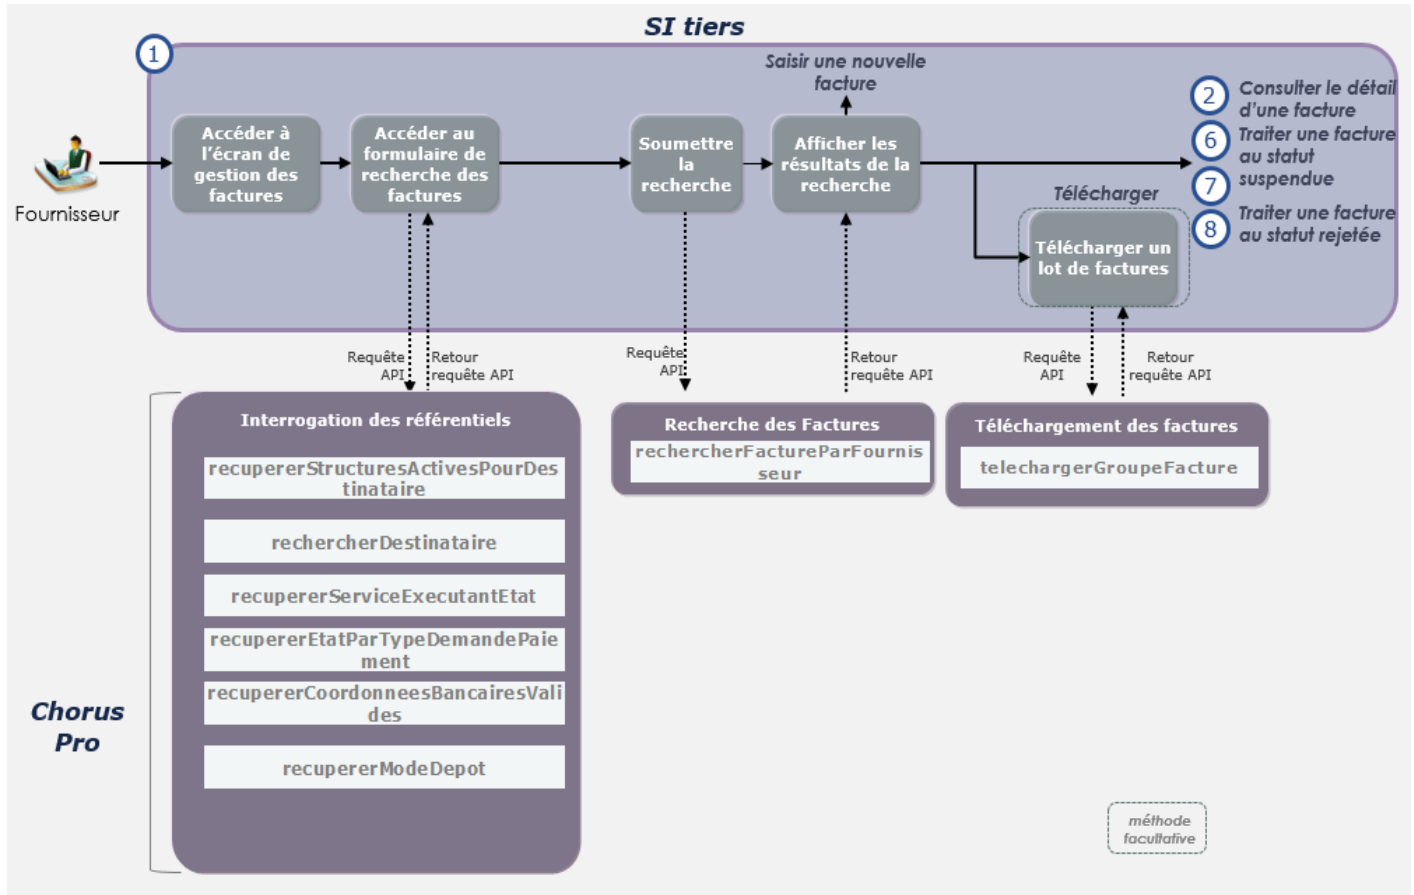 SI tiers
1
Saisir une nouvelle
facture
2
Consulter le détail
d'une facture
6
Traiter une facture
au statut
suspendue
7
8
Traiter une facture
au statut rejetée
Fournisseur
Accéder à
l'écran de
gestion des
factures
Accéder au
formulaire de
recherche des
factures
Soumettre
la
recherche
Afficher les
résultats de la
recherche
Télécharger
Télécharger un
lot de factures
Requête
API
Retour
requête API
Requête
API
Retour
requête API
Requête
API
Retour
requête API
Chorus
Pro
Interrogation des référentiels
recupererStructuresActivesPourDes
tinataire
rechercherDestinataire
recupererServiceExecutantEtat
recupererEtatParTypeDemandePaie
ment
recupererCoordonneesBancairesVali
des
recupererModeDepot
Recherche des Factures
rechercherFactureParFournis
seur
Téléchargement des factures
telechargerGroupeFacture
méthode
facultative